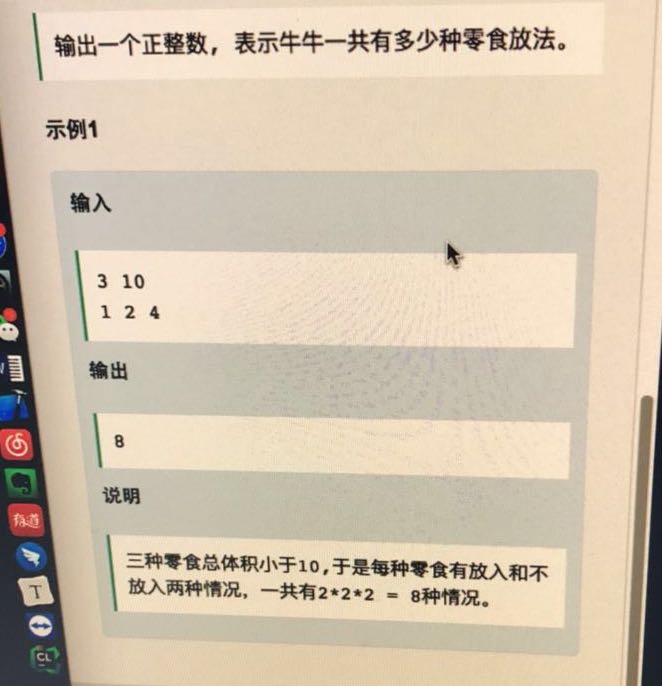 输出一个正整数, 表示牛牛一共有多少种零食放法。
示例1
输入
3 10
1 2 4
输出
8
说明
三种零食总体积小于10,于是每种零食有放入和不
放入两种情况，一共有2*2*2 = 8种情况。
有道
T
CL